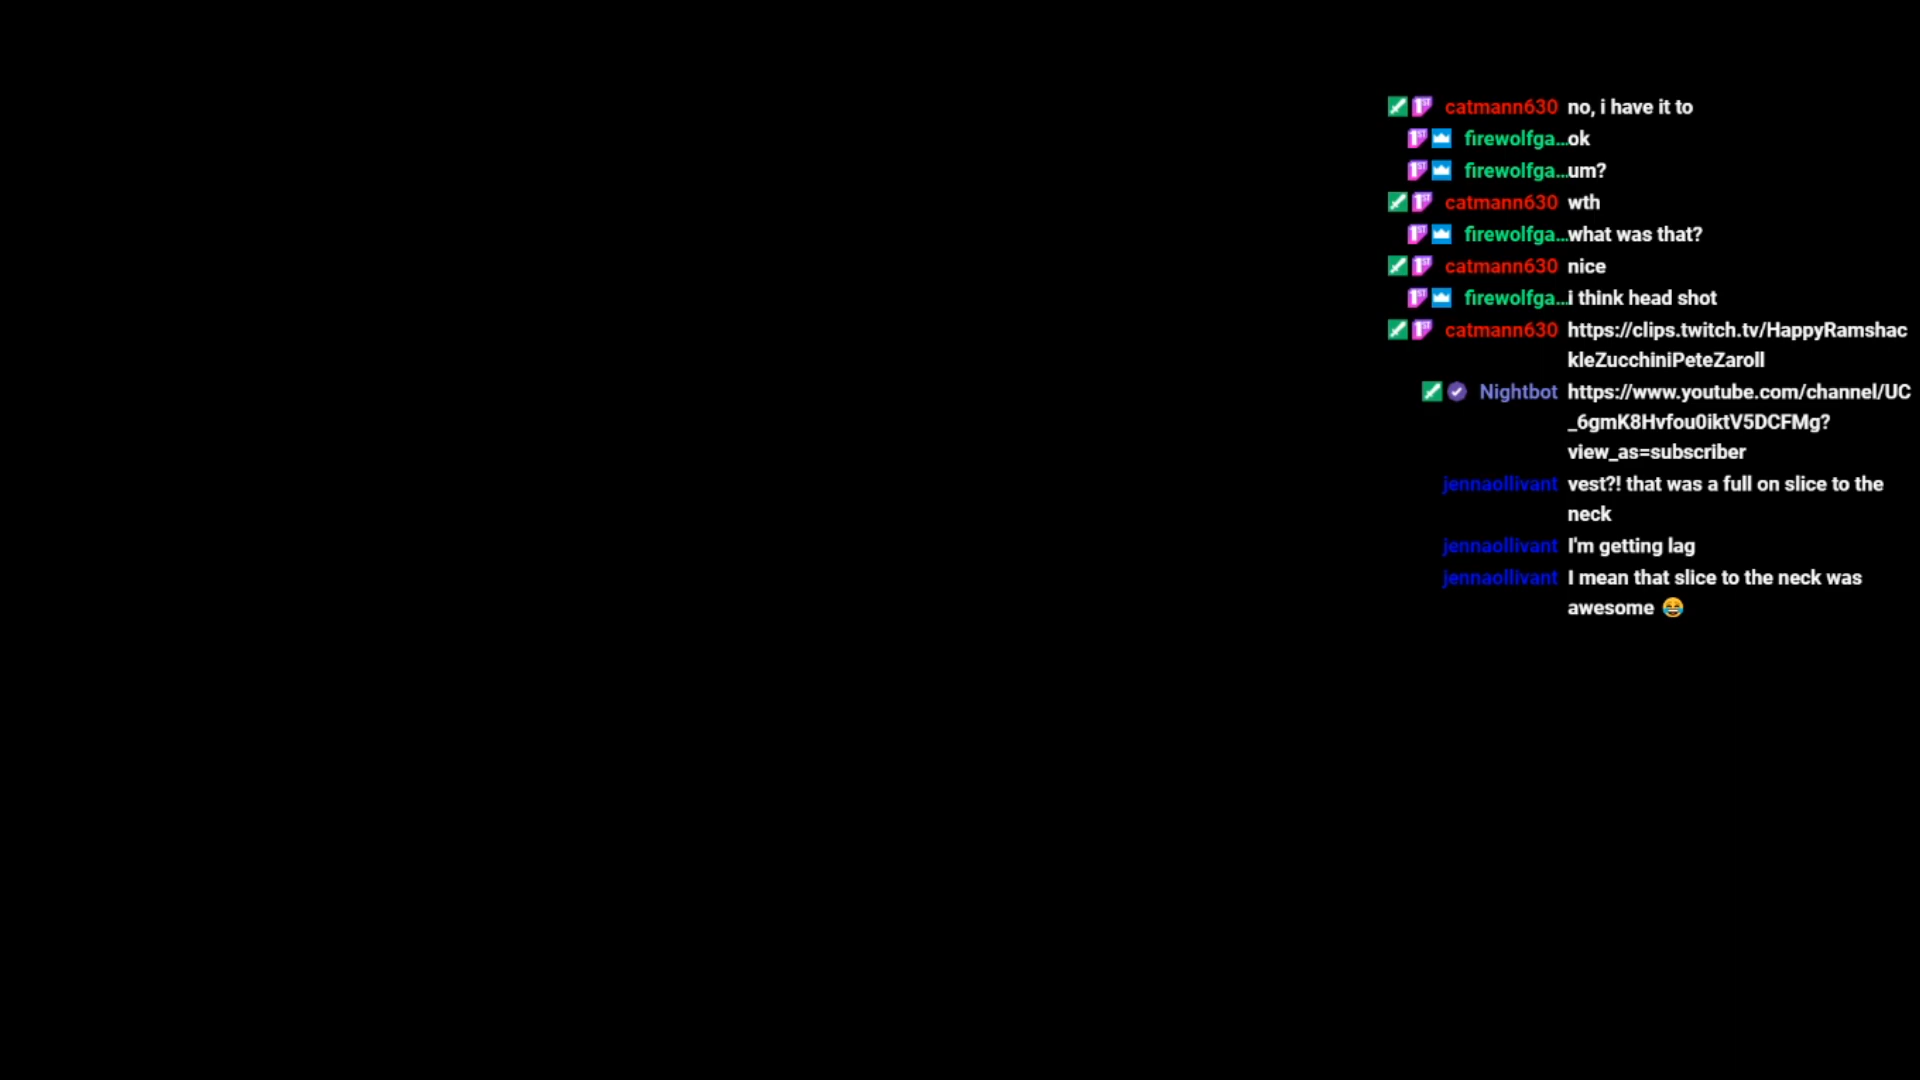 catmann630 no, i have it to
firewolfga...ok
firewolfga...um?
catmann630 wth
firewolfga...what was that?
catmann630 nice
firewolfga...i think head shot
catmann630 https://clips.twitch.tv/HappyRamshac
kleZucchiniPeteZaroll
Nightbot https://www.youtube.com/channel/UC
_6gmK8Hvfou0iktV5DCFMg?
view_as=subscriber
jennaollivant vest?! that was a full on slice to the
neck
jennaollivant I'm getting lag
jennaollivant I mean that slice to the neck was
awesome 😂